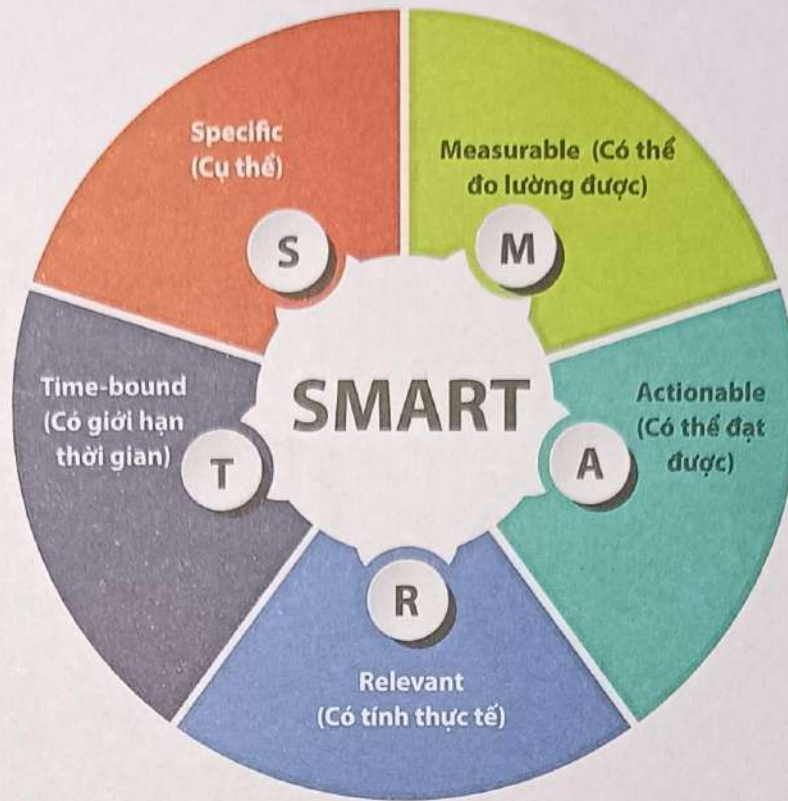 Specific
(Cụ thể)
Measurable (Có thể
đo lường được)
S
M
SMART
Time-bound
(Có giới hạn
thời gian)
Actionable
(Có thể đạt
được)
T
A
R
Relevant
(Có tính thực tế)